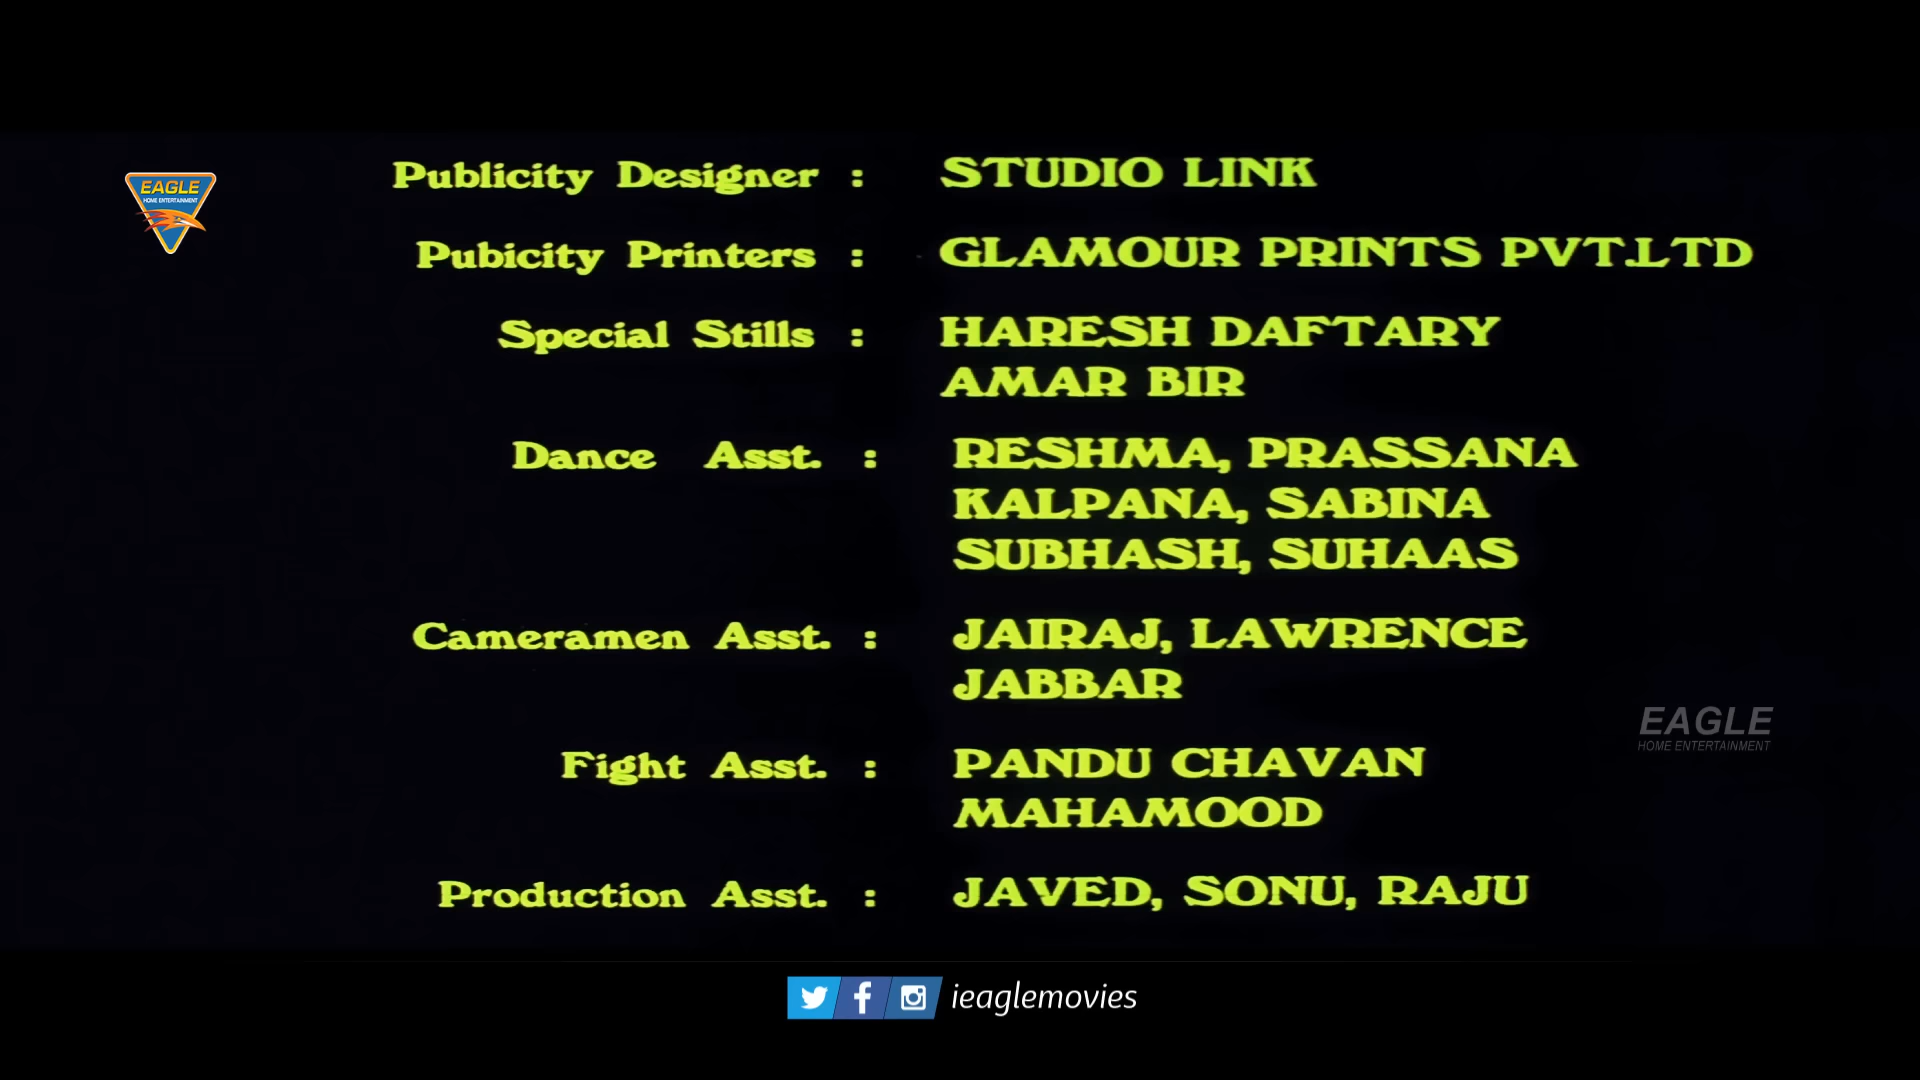 EAGLE
HOME ENTERTAINMENT
Publicity Designer : STUDIO LINK
Pubicity Printers : GLAMOUR PRINTS PVT.LTD
Special Stills : HARESH DAFTARY
AMAR BIR
Dance Asst. : RESHMA, PRASSANA
KALPANA, SABINA
SUBHASH, SUHAAS
Cameramen Asst. : JAIRAJ, LAWRENCE
JABBAR
Fight Asst. : PANDU CHAVAN
MAHAMOOD
Production Asst. : JAVED, SONU, RAJU
EAGLE
HOME ENTERTAINMENT
ieaglemovies